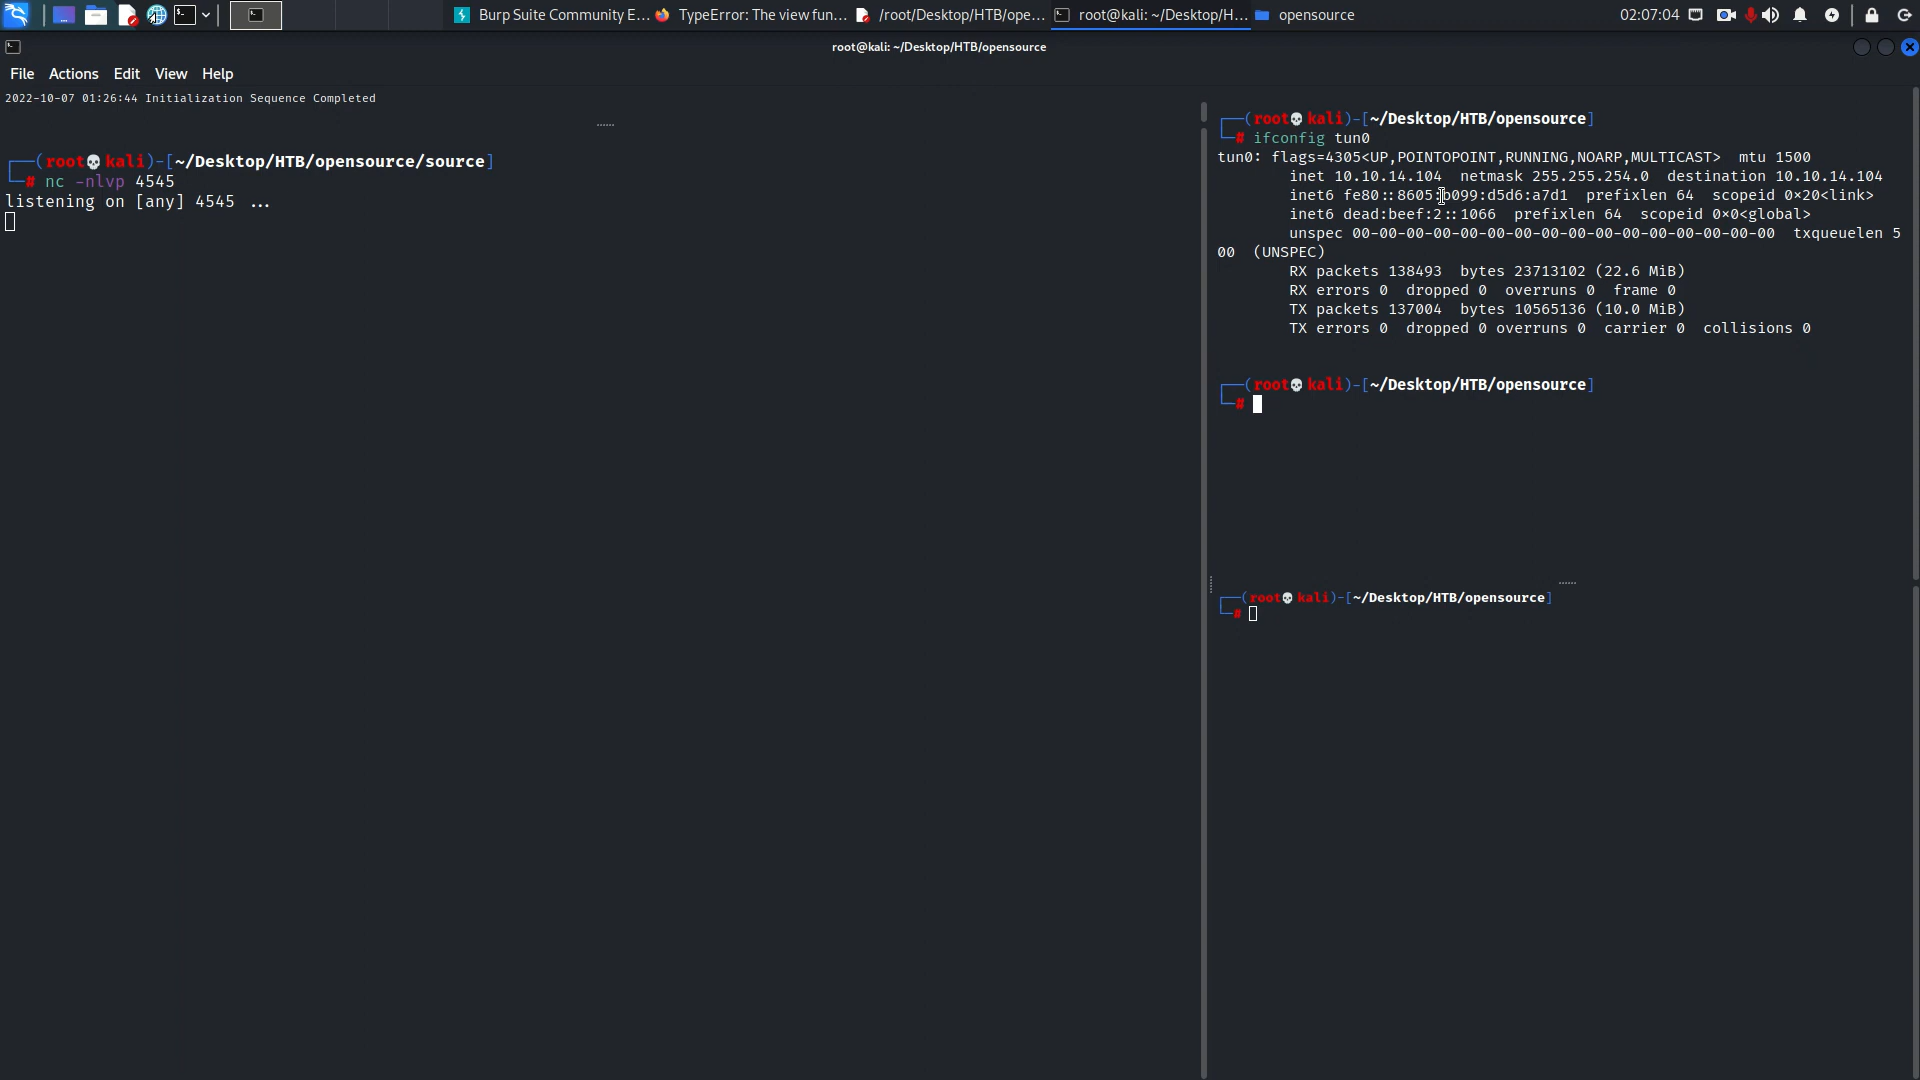 Burp Suite Community E...
TypeError: The view fun...
/root/Desktop/HTB/ope...
root@kali: ~/Desktop/H...
opensource
02:07:04
root@kali: ~/Desktop/HTB/opensource
File Actions Edit View Help
2022-10-07 01:26:44 Initialization Sequence Completed
┌──(root💀kali)-[~/Desktop/HTB/opensource/source]
└─# nc -nlvp 4545
listening on [any] 4545 ...
┌──(root💀kali)-[~/Desktop/HTB/opensource]
└─# ifconfig tun0
tun0: flags=4305<UP,POINTOPOINT,RUNNING,NOARP,MULTICAST>  mtu 1500
inet 10.10.14.104  netmask 255.255.254.0  destination 10.10.14.104
inet6 fe80::8605:b099:d5d6:a7d1  prefixlen 64  scopeid 0×20<link>
inet6 dead:beef:2::1066  prefixlen 64  scopeid 0×0<global>
unspec 00-00-00-00-00-00-00-00-00-00-00-00-00-00-00-00  txqueuelen 5
00  (UNSPEC)
RX packets 138493  bytes 23713102 (22.6 MiB)
RX errors 0  dropped 0  overruns 0  frame 0
TX packets 137004  bytes 10565136 (10.0 MiB)
TX errors 0  dropped 0 overruns 0  carrier 0  collisions 0
┌──(root💀kali)-[~/Desktop/HTB/opensource]
└─#
┌──(root💀kali)-[~/Desktop/HTB/opensource]
└─#